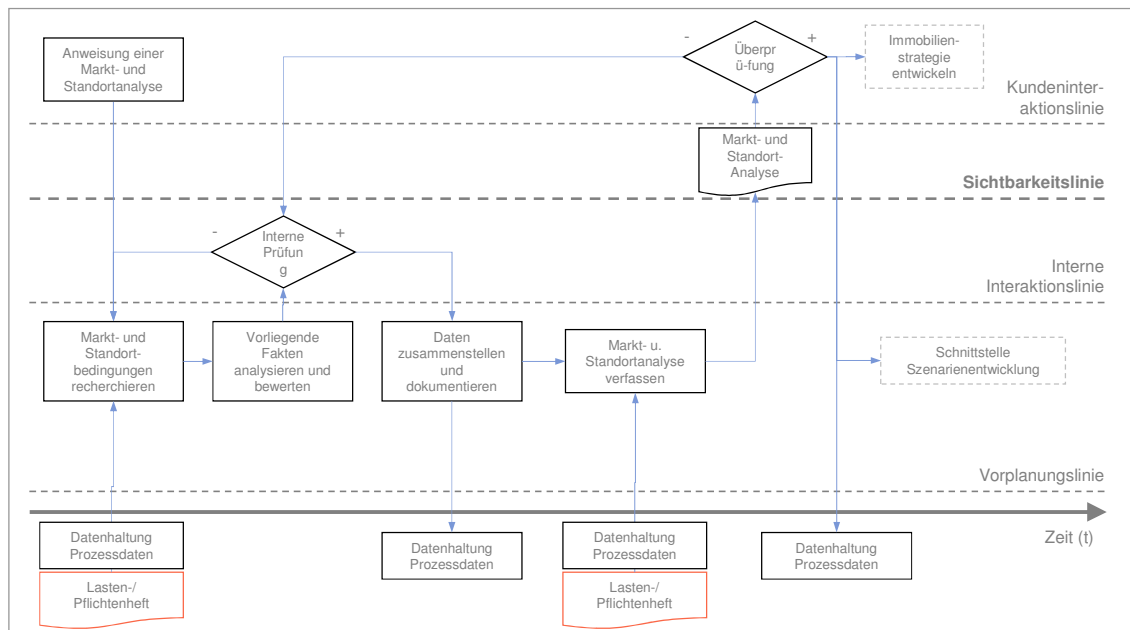 Anweisung einer
Markt- und
Standortanalyse
-
Überpr
ü-fung
+
Immobilien-
strategie
entwickeln
Kundeninter-
aktionslinie
Markt- und
Standort-
Analyse
Sichtbarkeitslinie
-
Interne
Prüfun
g
+
Interne
Interaktionslinie
Markt- und
Standort-
bedingungen
recherchieren
Vorliegende
Fakten
analysieren und
bewerten
Daten
zusammenstellen
und
dokumentieren
Markt- u.
Standortanalyse
verfassen
Schnittstelle
Szenarienentwicklung
Vorplanungslinie
Zeit (t)
Datenhaltung
Prozessdaten
Lasten-/
Pflichtenheft
Datenhaltung
Prozessdaten
Datenhaltung
Prozessdaten
Lasten-/
Pflichtenheft
Datenhaltung
Prozessdaten